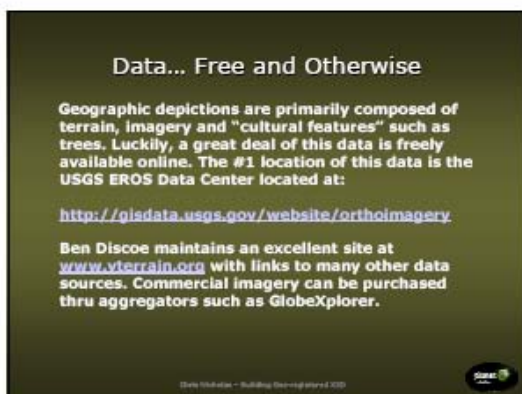 Data... Free and Otherwise
Geographic depictions are primarily composed of
terrain, imagery and “cultural features” such as
trees. Luckily, a great deal of this data is freely
available online. The #1 location of this data is the
USGS EROS Data Center located at:
http://gisdata.usgs.gov/website/orthoimagery
Ben Discoe maintains an excellent site at
www.vterrain.org with links to many other data
sources. Commercial imagery can be purchased
thru aggregators such as GlobeXplorer.